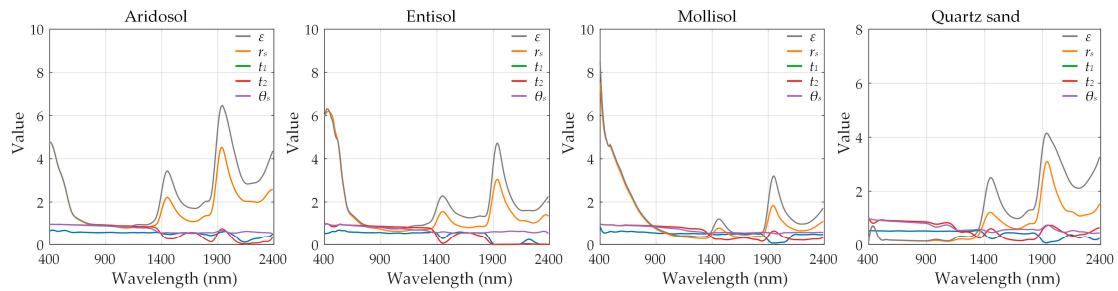 Aridosol
10
8
6
4
2
0
Value
400
900
1400
1900
2400
Wavelength (nm)
ε
rs
t1
t2
θs
Entisol
10
8
6
4
2
0
Value
400
900
1400
1900
2400
Wavelength (nm)
ε
rs
t1
t2
θs
Mollisol
10
8
6
4
2
0
Value
400
900
1400
1900
2400
Wavelength (nm)
ε
rs
t1
t2
θs
Quartz sand
8
6
4
2
0
Value
400
900
1400
1900
2400
Wavelength (nm)
ε
rs
t1
t2
θs